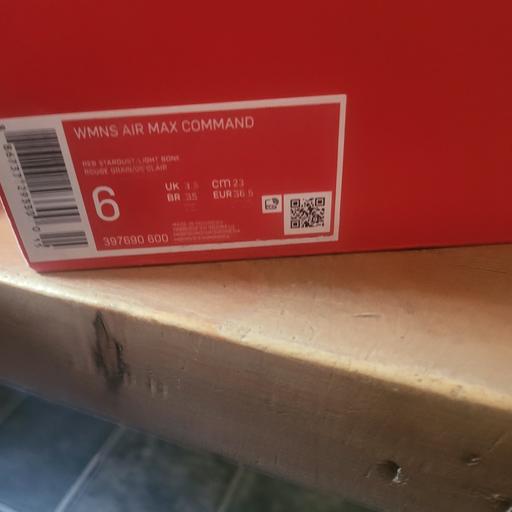 WMNS AIR MAX COMMAND
RED STARDUST/LIGHT BONE
ROUGE GRAIN/OS CLAIR
6
UK 3.5 CM 23
BR 35 EUR 36.5
397690 600